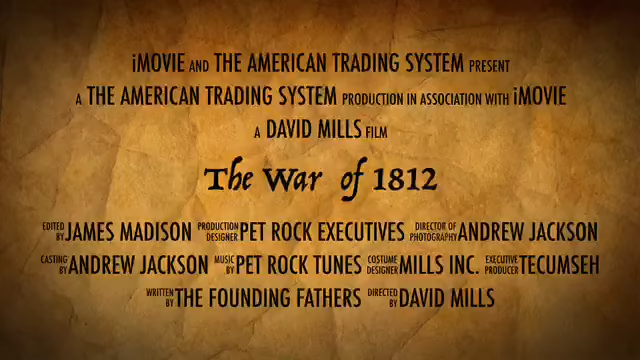 iMOVIE AND THE AMERICAN TRADING SYSTEM PRESENT
A THE AMERICAN TRADING SYSTEM PRODUCTION IN ASSOCIATION WITH iMOVIE
A DAVID MILLS FILM
The War of 1812
EDITED BY JAMES MADISON PRODUCTION DESIGNER PET ROCK EXECUTIVES DIRECTOR OF PHOTOGRAPHY ANDREW JACKSON
CASTING BY ANDREW JACKSON MUSIC BY PET ROCK TUNES COSTUME DESIGNER MILLS INC. EXECUTIVE PRODUCER TECUMSEH
WRITTEN BY THE FOUNDING FATHERS DIRECTED BY DAVID MILLS